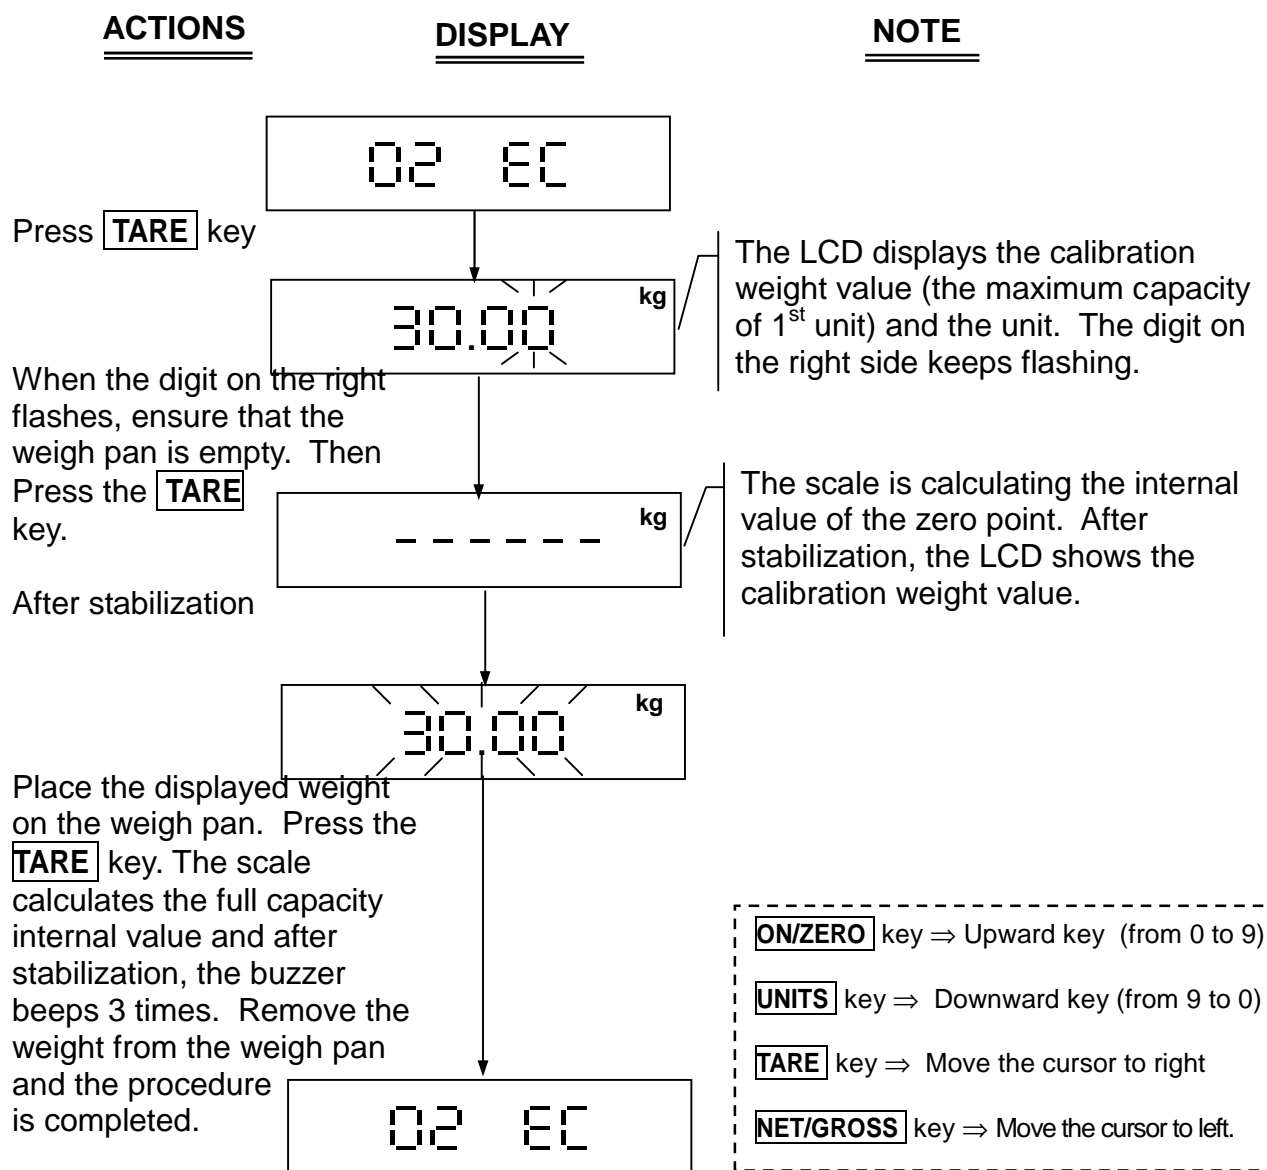 ACTIONS
DISPLAY
NOTE
02 EC
Press TARE key
30.00 kg
The LCD displays the calibration
weight value (the maximum capacity
of 1st unit) and the unit. The digit on
the right side keeps flashing.
When the digit on the right
flashes, ensure that the
weigh pan is empty. Then
Press the TARE
key.
------ kg
The scale is calculating the internal
value of the zero point. After
stabilization, the LCD shows the
calibration weight value.
After stabilization
30.00 kg
Place the displayed weight
on the weigh pan. Press the
TARE key. The scale
calculates the full capacity
internal value and after
stabilization, the buzzer
beeps 3 times. Remove the
weight from the weigh pan
and the procedure
is completed.
02 EC
ON/ZERO key ⇒ Upward key (from 0 to 9)
UNITS key ⇒ Downward key (from 9 to 0)
TARE key ⇒ Move the cursor to right
NET/GROSS key ⇒ Move the cursor to left.